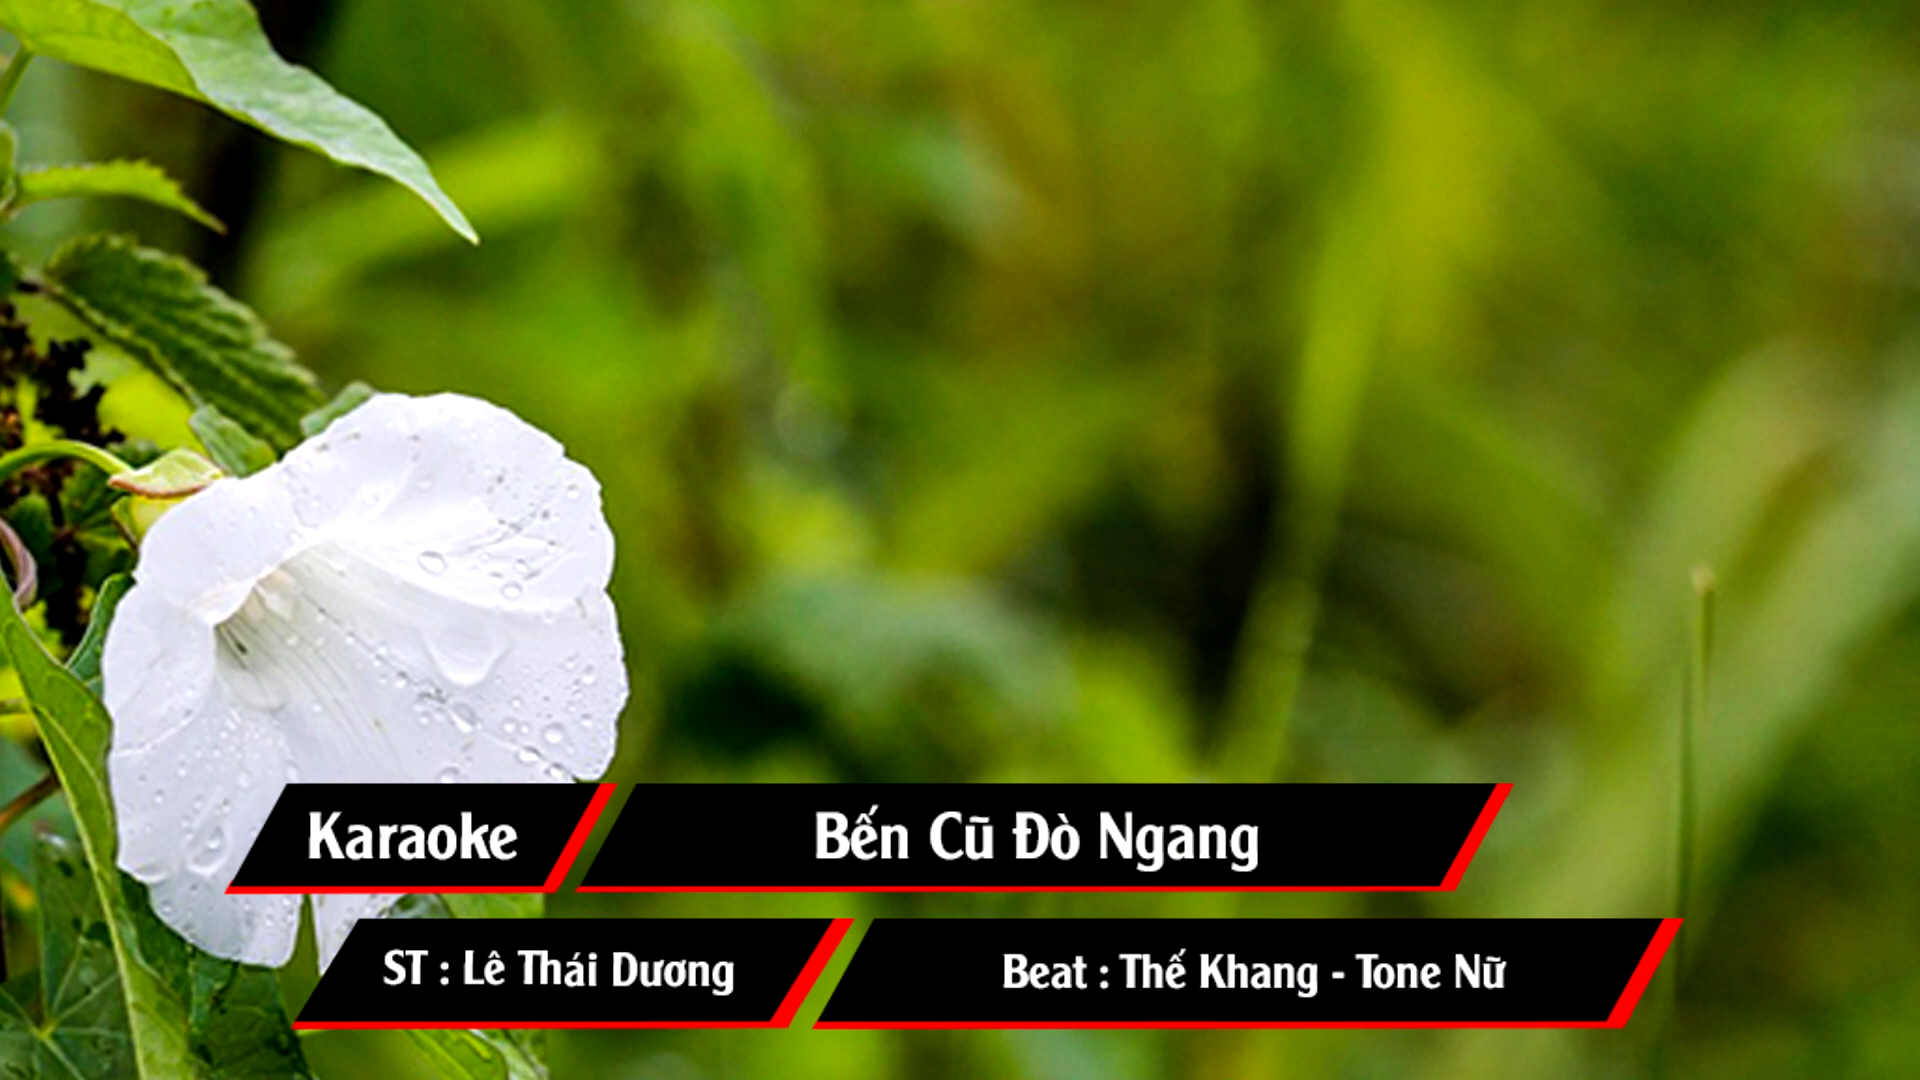 Karaoke
Bến Cũ Đò Ngang
ST : Lê Thái Dương
Beat : Thế Khang - Tone Nữ